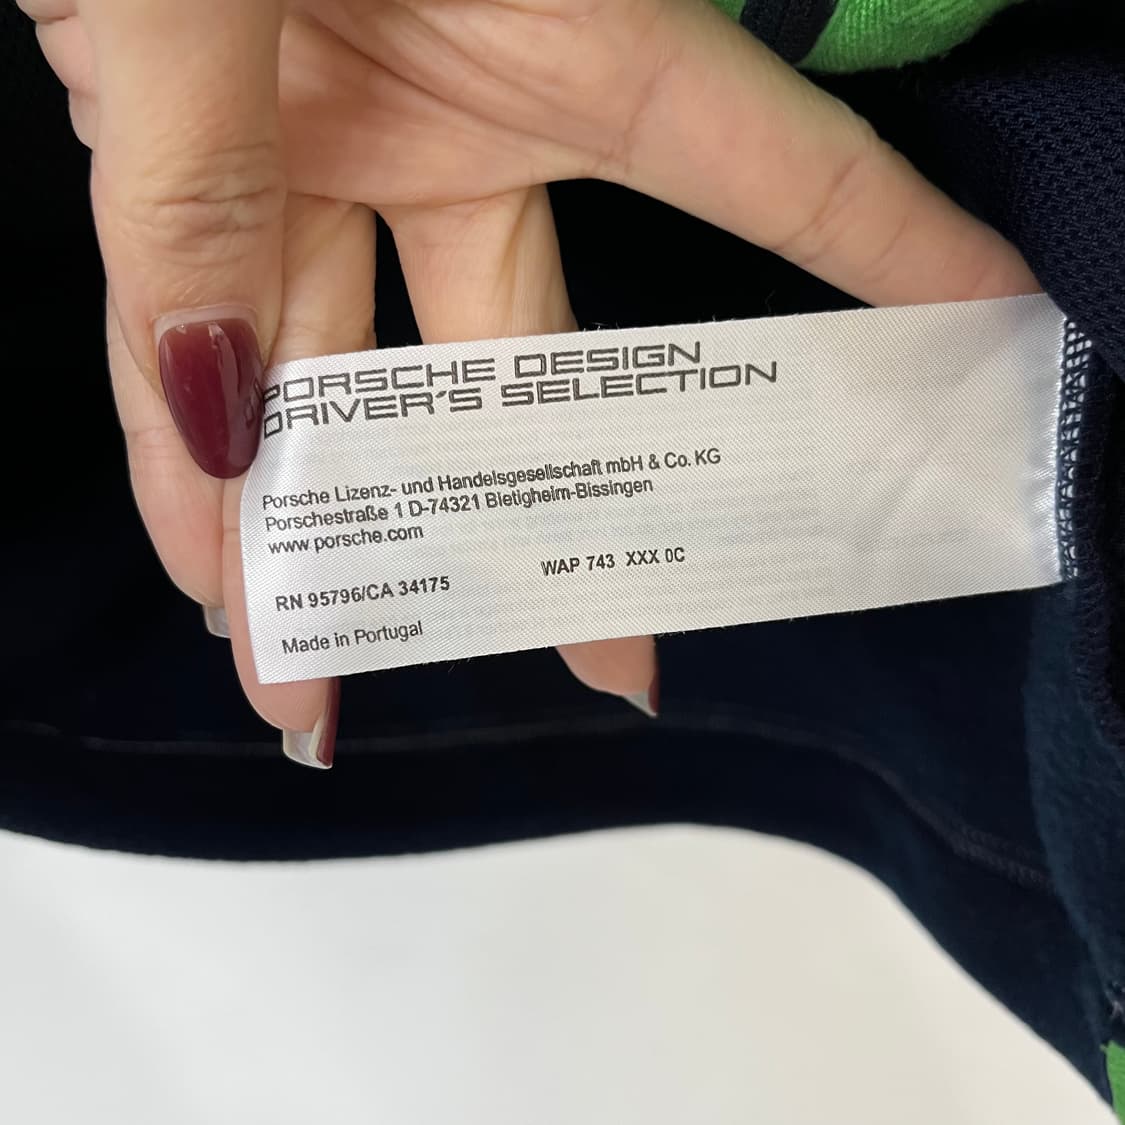 PORSCHE DESIGN
DRIVER'S SELECTION
Porsche Lizenz- und Handelsgesellschaft mbH & Co. KG
Porschestraße 1 D-74321 Bietigheim-Bissingen
www.porsche.com
WAP 743 XXX 0C
RN 95796/CA 34175
Made in Portugal